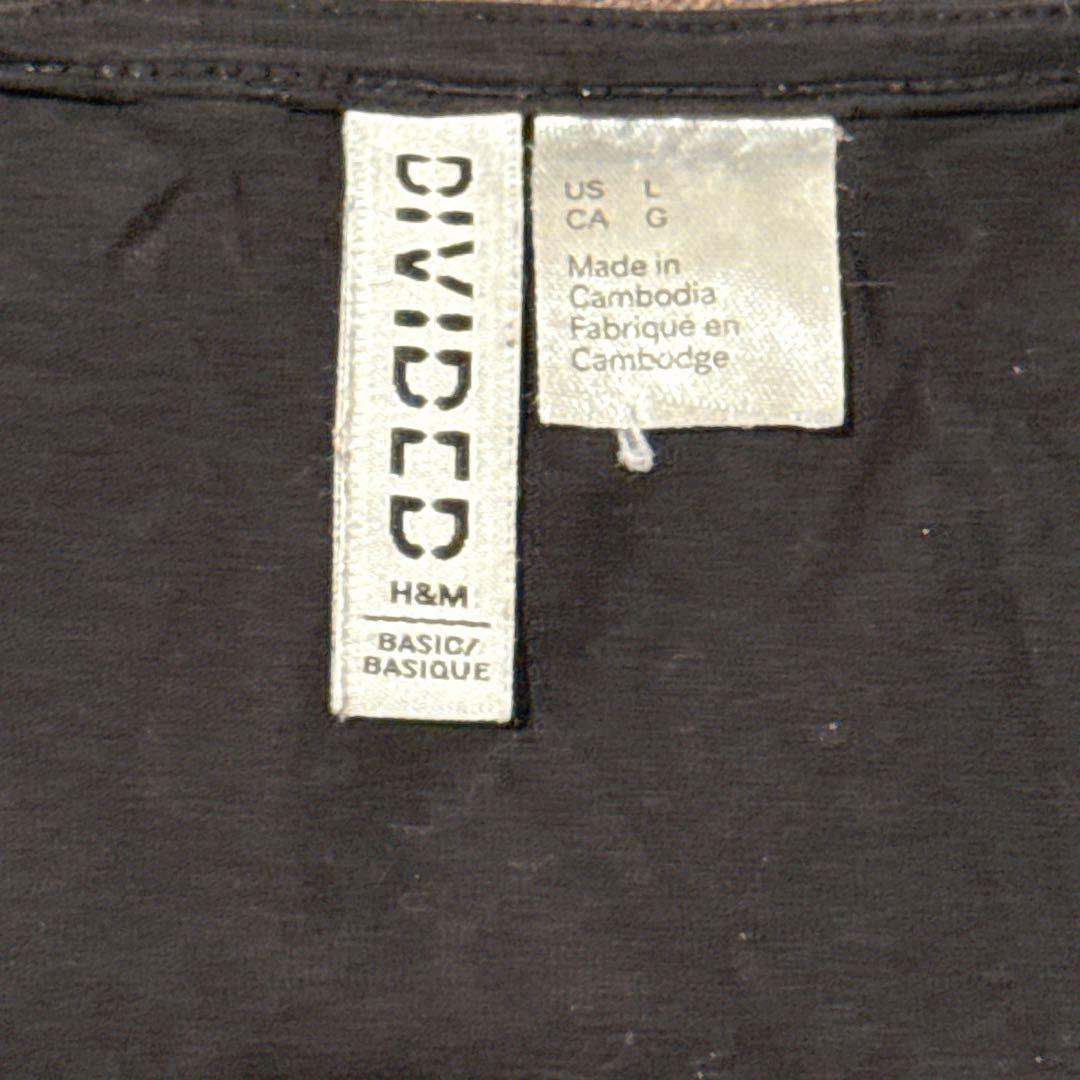 DIVIDED
H&M
BASIC/
BASIQUE
US L
CA G
Made in
Cambodia
Fabriqué en
Cambodge